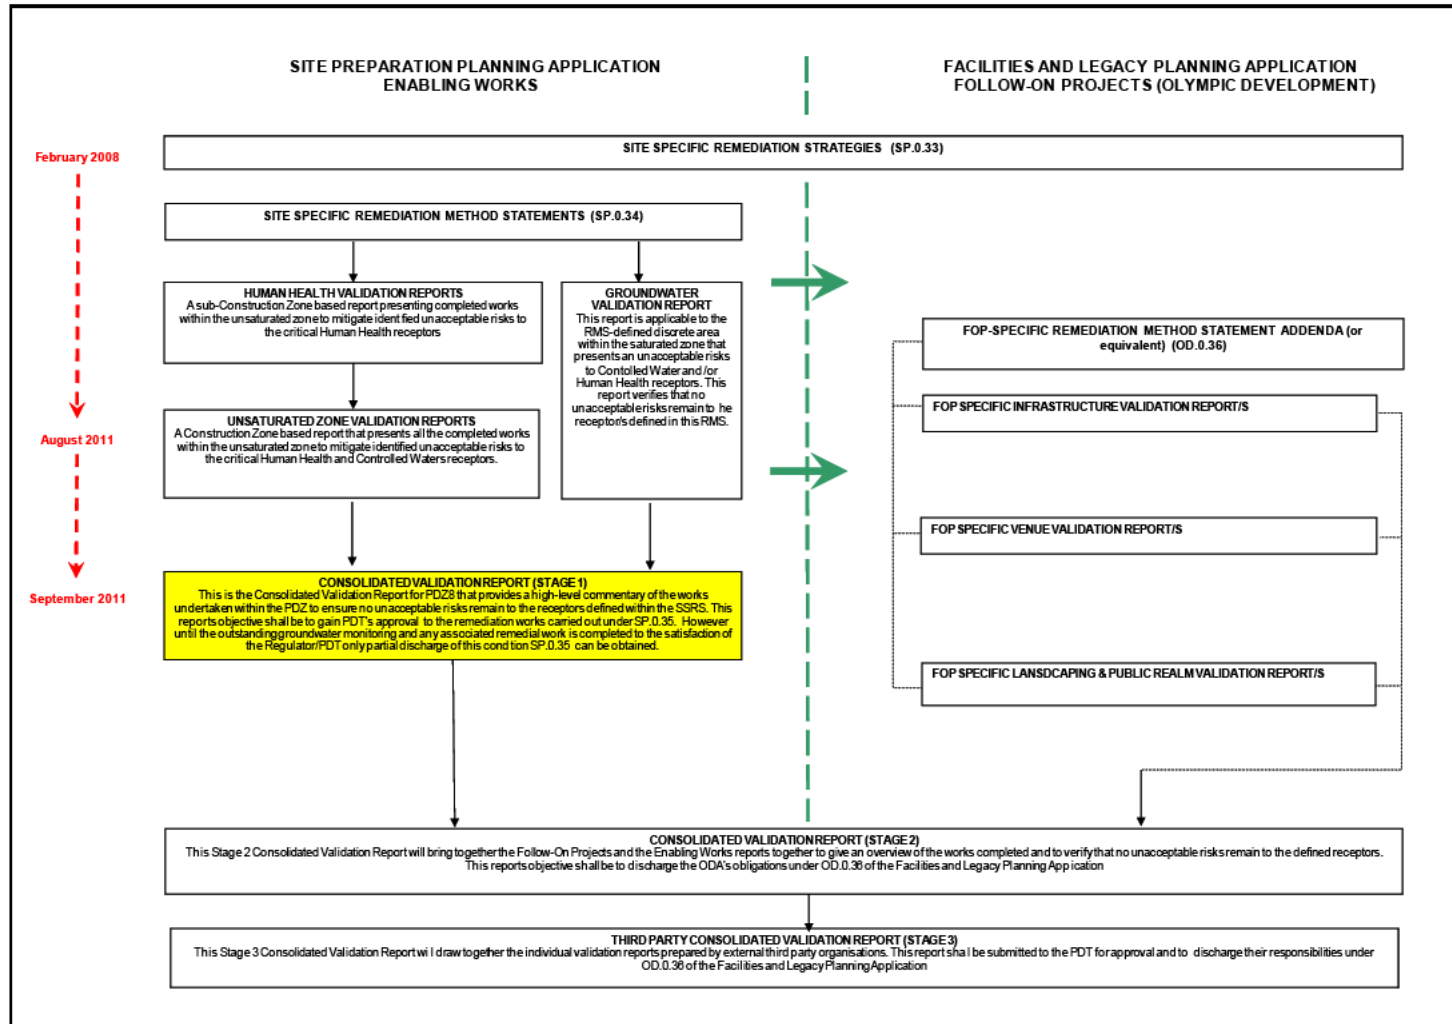 SITE PREPARATION PLANNING APPLICATION
ENABLING WORKS
FACILITIES AND LEGACY PLANNING APPLICATION
FOLLOW-ON PROJECTS (OLYMPIC DEVELOPMENT)
February 2008
SITE SPECIFIC REMEDIATION STRATEGIES (SP.0.33)
SITE SPECIFIC REMEDIATION METHOD STATEMENTS (SP.0.34)
HUMAN HEALTH VALIDATION REPORTS
A sub-Construction Zone based report presenting completed works
within the unsaturated zone to mitigate identified unacceptable risks to
the critical Human Health receptors
GROUNDWATER
VALIDATION REPORT
This report is applicable to the
RMS-defined discrete area
within the saturated zone that
presents an unacceptable risks
to Contolled Water and /or
Human Health receptors. This
report verifies that no
unacceptable risks remain to he
receptor/s defined in this RMS.
UNSATURATED ZONE VALIDATION REPORTS
A Construction Zone based report that presents all the completed works
within the unsaturated zone to mitigate identified unacceptable risks to
the critical Human Health and Controlled Waters receptors.
August 2011
September 2011
CONSOLIDATED VALIDATION REPORT (STAGE 1)
This is the Consolidated Validation Report for PDZ8 that provides a high-level commentary of the works
undertaken within the PDZ to ensure no unacceptable risks remain to the receptors defined within the SSRS. This
reports objective shall be to gain PDT's approval to the remediation works carried out under SP.0.35. However
until the outstanding groundwater monitoring and any associated remedial work is completed to the satisfaction of
the Regulator/PDT only partial discharge of this condition SP.0.35 can be obtained.
FOP-SPECIFIC REMEDIATION METHOD STATEMENT ADDENDA (or
equivalent) (OD.0.36)
FOP SPECIFIC INFRASTRUCTURE VALIDATION REPORT/S
FOP SPECIFIC VENUE VALIDATION REPORT/S
FOP SPECIFIC LANSDCAPING & PUBLIC REALM VALIDATION REPORT/S
CONSOLIDATED VALIDATION REPORT (STAGE 2)
This Stage 2 Consolidated Validation Report will bring together the Follow-On Projects and the Enabling Works reports together to give an overview of the works completed and to verify that no unacceptable risks remain to the defined receptors.
This reports objective shall be to discharge the ODA's obligations under OD.0.36 of the Facilities and Legacy Planning Application
THIRD PARTY CONSOLIDATED VALIDATION REPORT (STAGE 3)
This Stage 3 Consolidated Validation Report will draw together the individual validation reports prepared by external third party organisations. This report shall be submitted to the PDT for approval and to discharge their responsibilities under
OD.0.36 of the Facilities and Legacy Planning Application